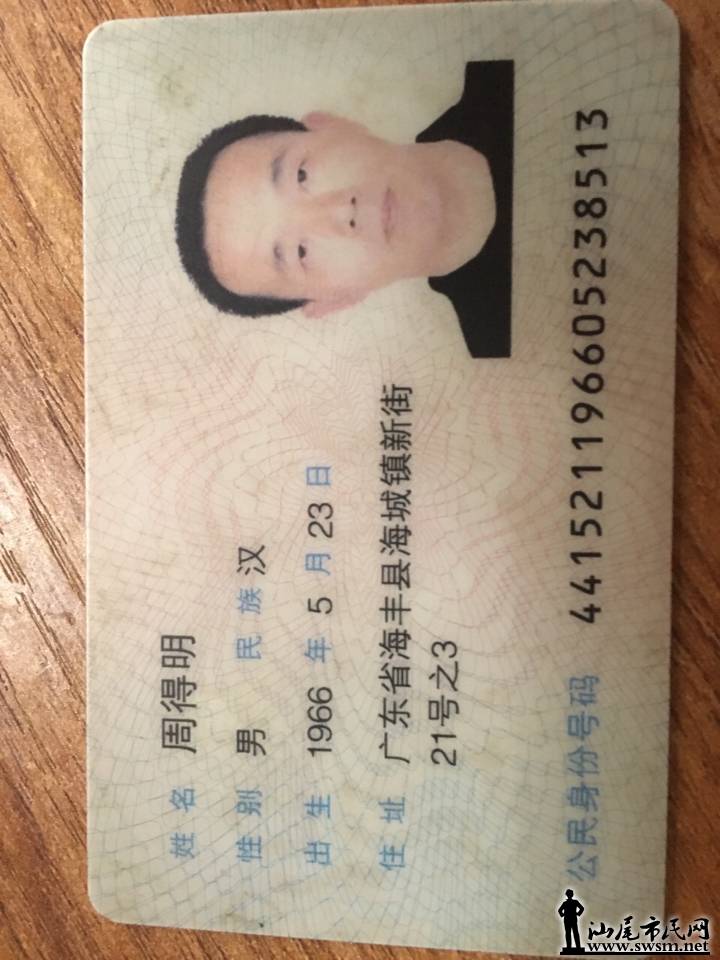 姓名 周得明
性别 男 民族 汉
出生 1966 年 5 月 23 日
住址 广东省海丰县海城镇新街
21号之3
公民身份号码 441521196605238513
汕尾市民网
www.swsm.net